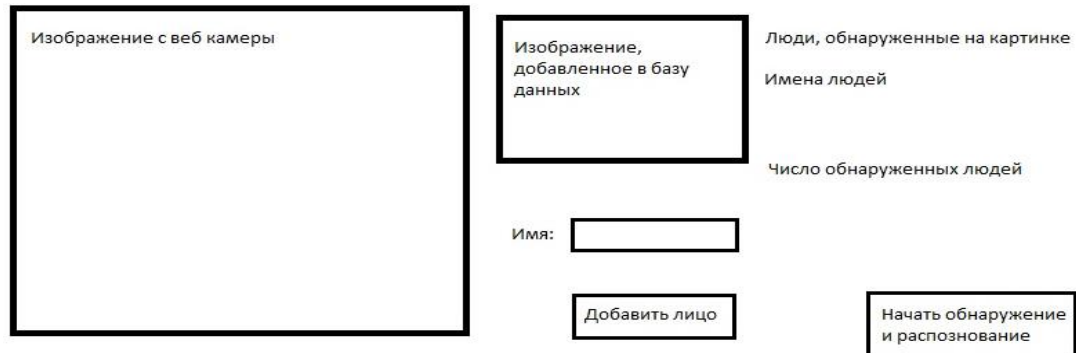 Изображение с веб камеры
Изображение,
добавленное в базу
данных
Люди, обнаруженные на картинке
Имена людей
Число обнаруженных людей
Имя:
Добавить лицо
Начать обнаружение
и распознование